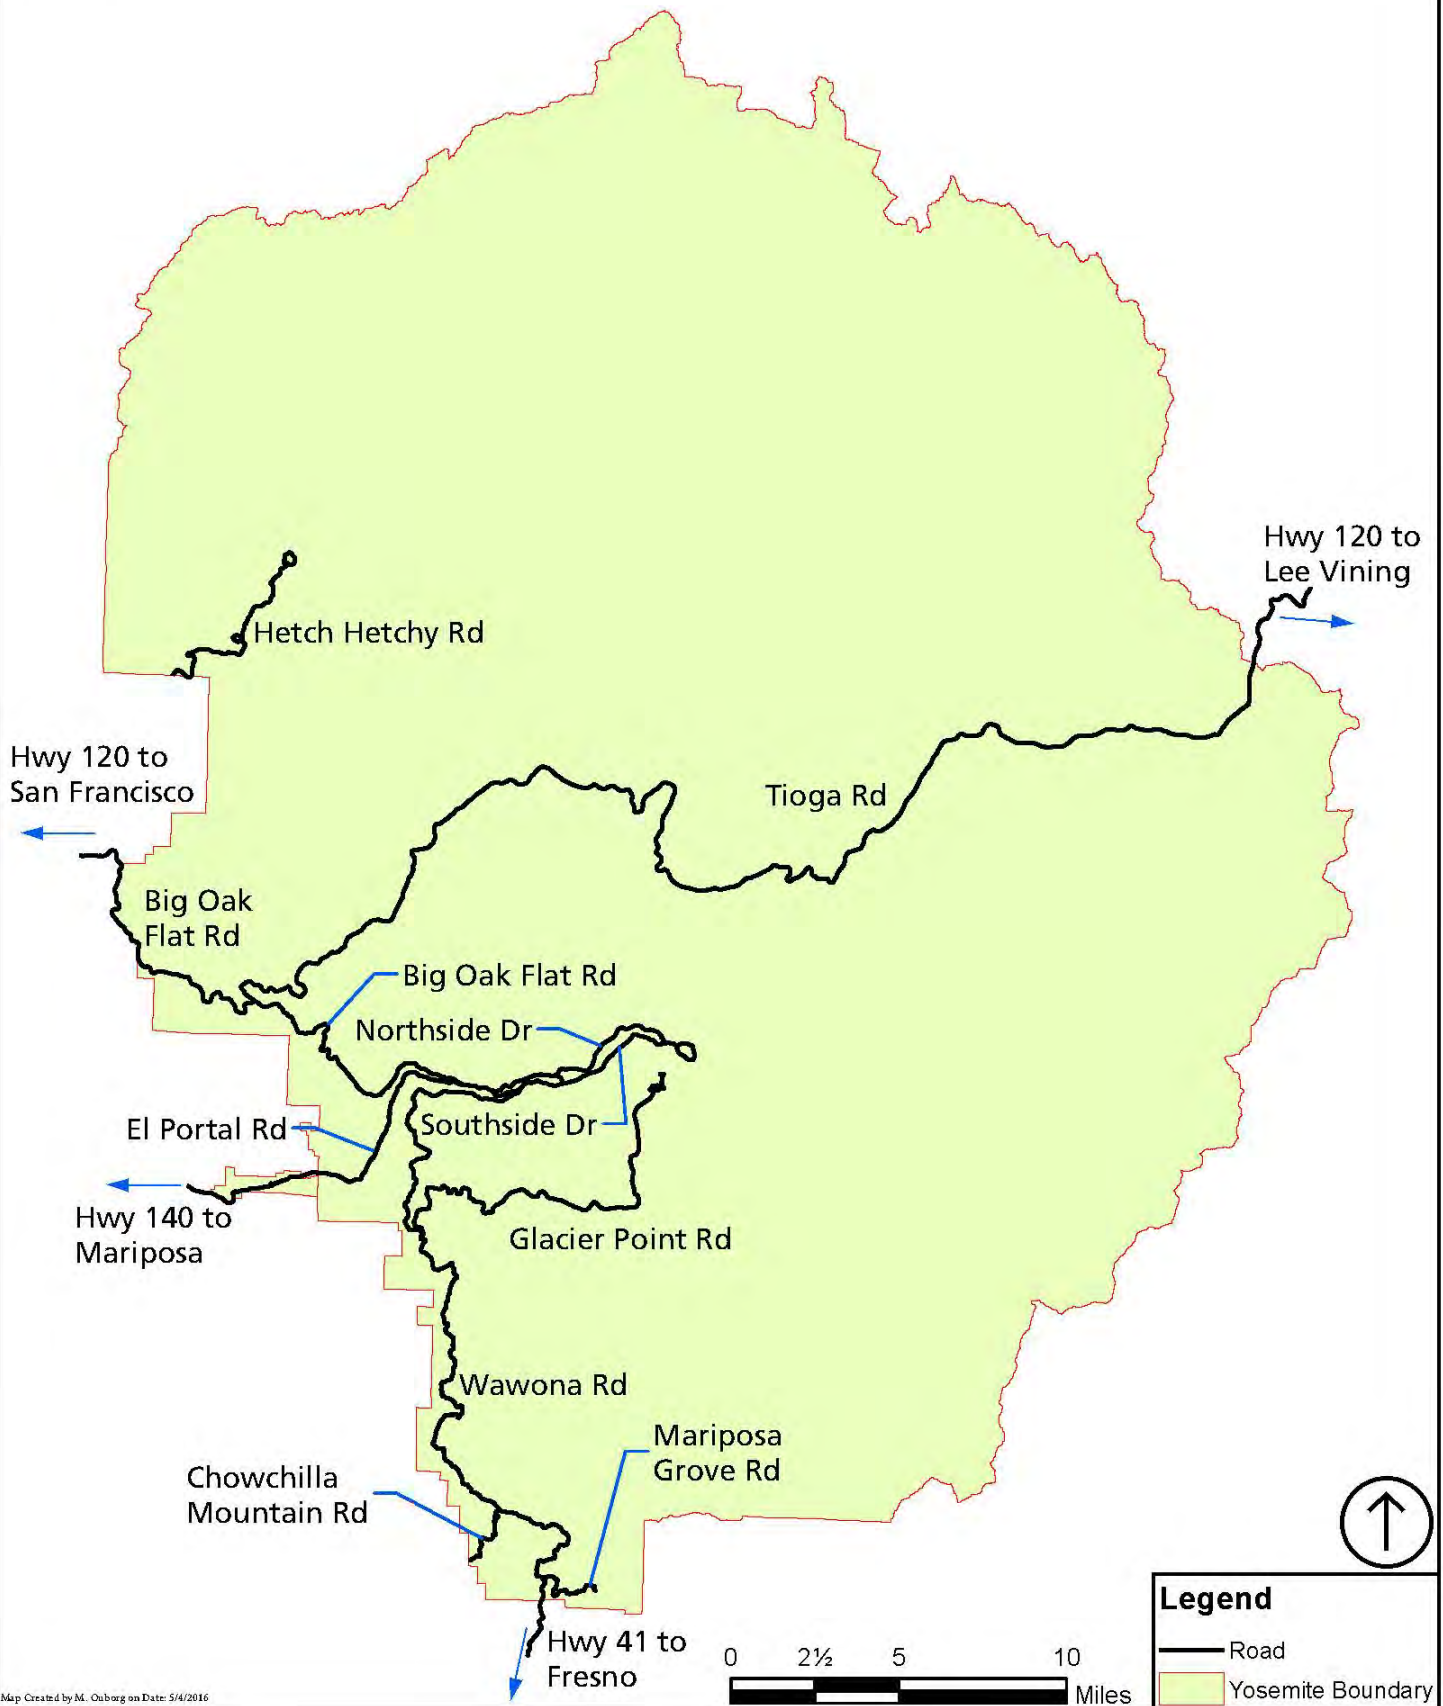 Hwy 120 to
Lee Vining
Hetch Hetchy Rd
Hwy 120 to
San Francisco
Tioga Rd
Big Oak
Flat Rd
Big Oak Flat Rd
Northside Dr
El Portal Rd
Southside Dr
Hwy 140 to
Mariposa
Glacier Point Rd
Wawona Rd
Mariposa
Grove Rd
Chowchilla
Mountain Rd
Hwy 41 to
Fresno
0 2½ 5 10
Miles
Legend
Road
Yosemite Boundary
Map Created by M. Ouborg on Date: 5/4/2016